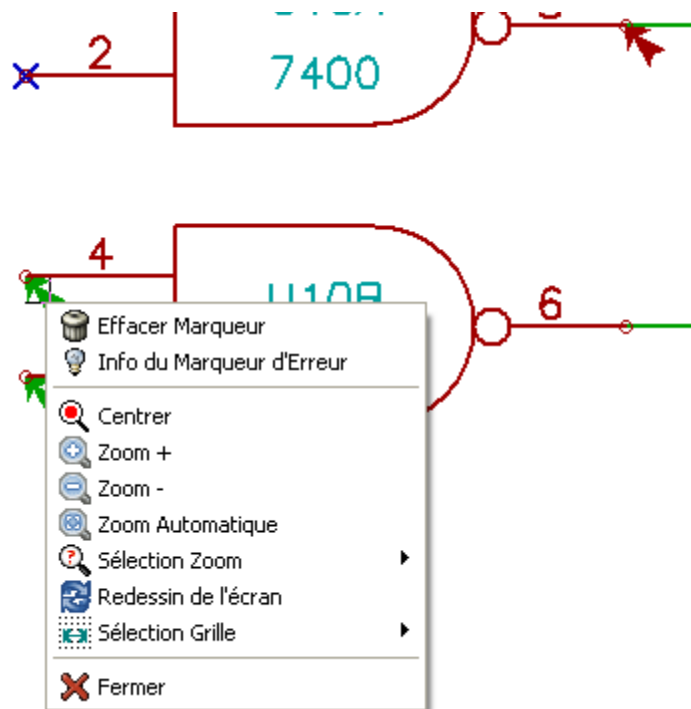 2
7400
4
6
Effacer Marqueur
Info du Marqueur d'Erreur
Centrer
Zoom +
Zoom -
Zoom Automatique
Sélection Zoom
Redessin de l'écran
Sélection Grille
Fermer